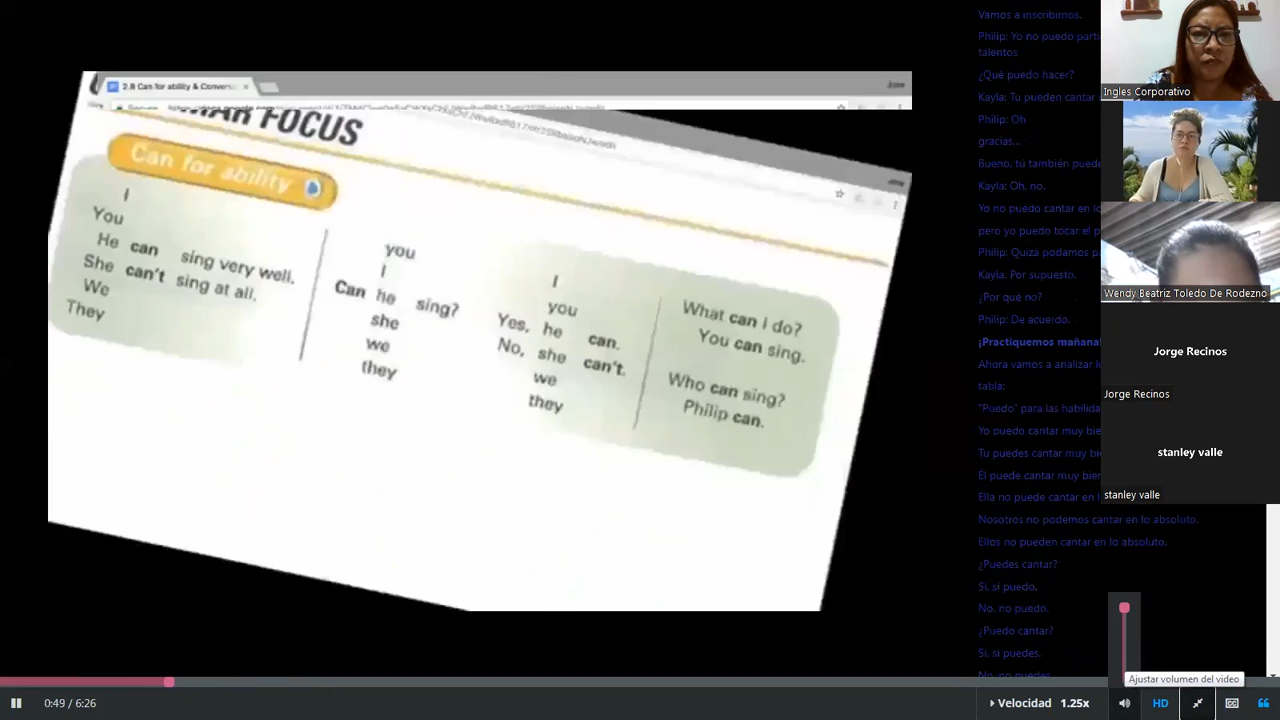 2.8 Can for ability & Convers
FOCUS
Can for ability
I
You
He can sing very well.
She can't sing at all.
We
They
you
I
Can he sing?
she
we
they
I
you
Yes, he can.
No, she can't.
we
they
What can I do?
You can sing.
Who can sing?
Philip can.
Vamos a inscribirnos.
Philip: Yo no puedo
talentos
¿Qué puedo hacer?
Kayla: Tu pueden cantar
Philip: Oh
gracias...
Bueno, tú también
Kayla: Oh, no.
Yo no puedo cantar en
pero yo puedo tocar el
Philip: Quizá podamos
Kayla. Por supuesto.
¿Por qué no?
Philip: De acuerdo.
¡Practiquemos mañana!
Ahora vamos a analizar
tabla:
"Puedo" para las
Yo puedo cantar muy
Tu puedes cantar muy
Él puede cantar muy
Ella no puede cantar en
Nosotros no podemos cantar en lo absoluto.
Ellos no pueden cantar en lo absoluto.
¿Puedes cantar?
Si, si puedo.
No, no puedo.
¿Puedo cantar?
Si, si puedes.
No, no puedes.
Ingles Corporativo
Wendy Beatriz Toledo De Rodezno
Jorge Recinos
Jorge Recinos
stanley valle
stanley valle
Ajustar volumen del video
0:49 / 6:26
Velocidad 1.25x
HD
CC